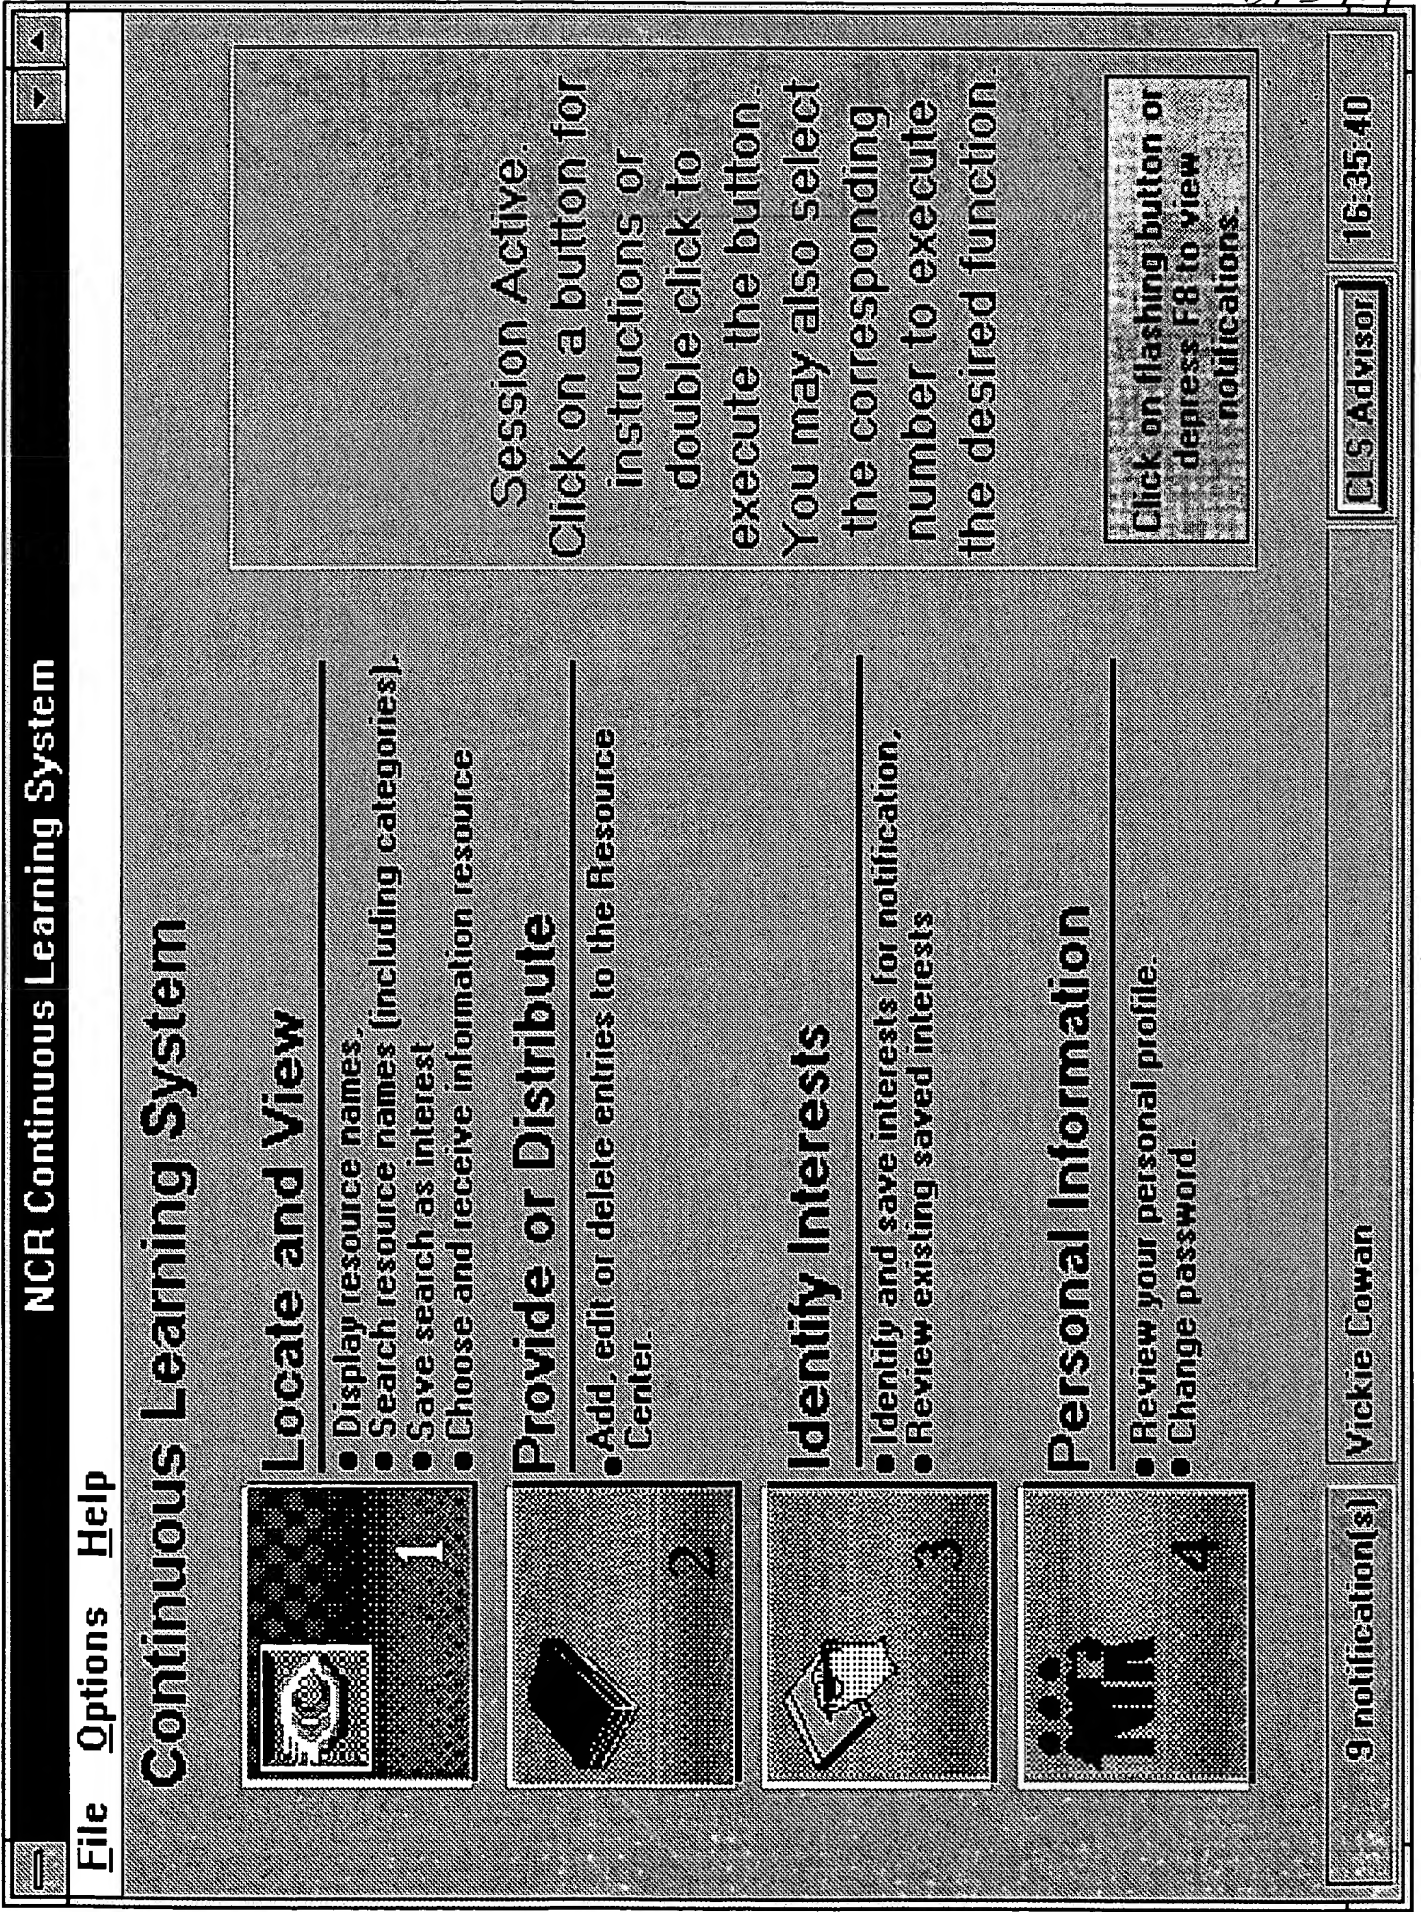 NCR Continuous Learning System
File Options Help
Continuous Learning System
1
Locate and View
• Display resource names.
• Search resource names (including categories).
• Save search as interest
• Choose and receive information resource
2
Provide or Distribute
• Add, edit or delete entries to the Resource
Center.
3
Identify Interests
• Identify and save interests for notification,
• Review existing saved interests
4
Personal Information
• Review your personal profile.
• Change password.
Session Active.
Click on a button for
instructions or
double click to
execute the button.
You may also select
the corresponding
number to execute
the desired function.
Click on flashing button or
depress F8 to view
notifications.
9 notification(s)
Vickie Cowan
CLS Advisor
16:35:40